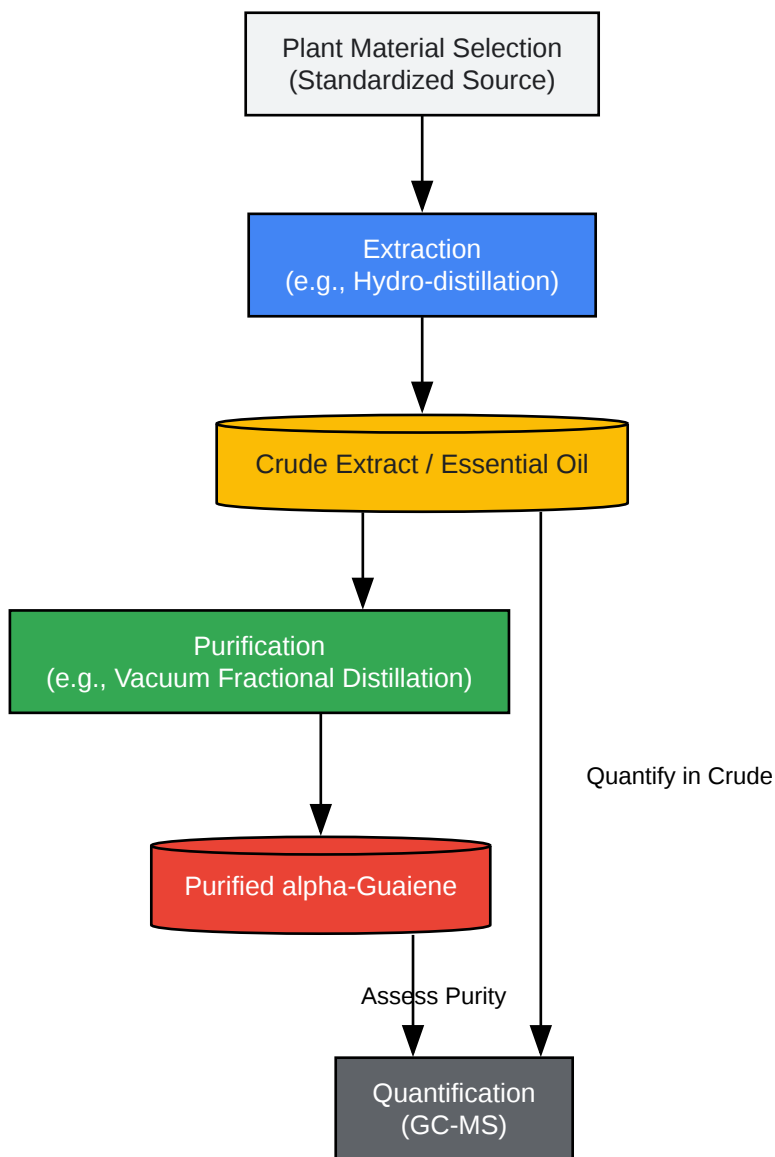 Plant Material Selection
(Standardized Source)
Extraction
(e.g., Hydro-distillation)
Crude Extract / Essential Oil
Purification
(e.g., Vacuum Fractional Distillation)
Quantify in Crude
Purified alpha-Guaiene
Assess Purity
Quantification
(GC-MS)